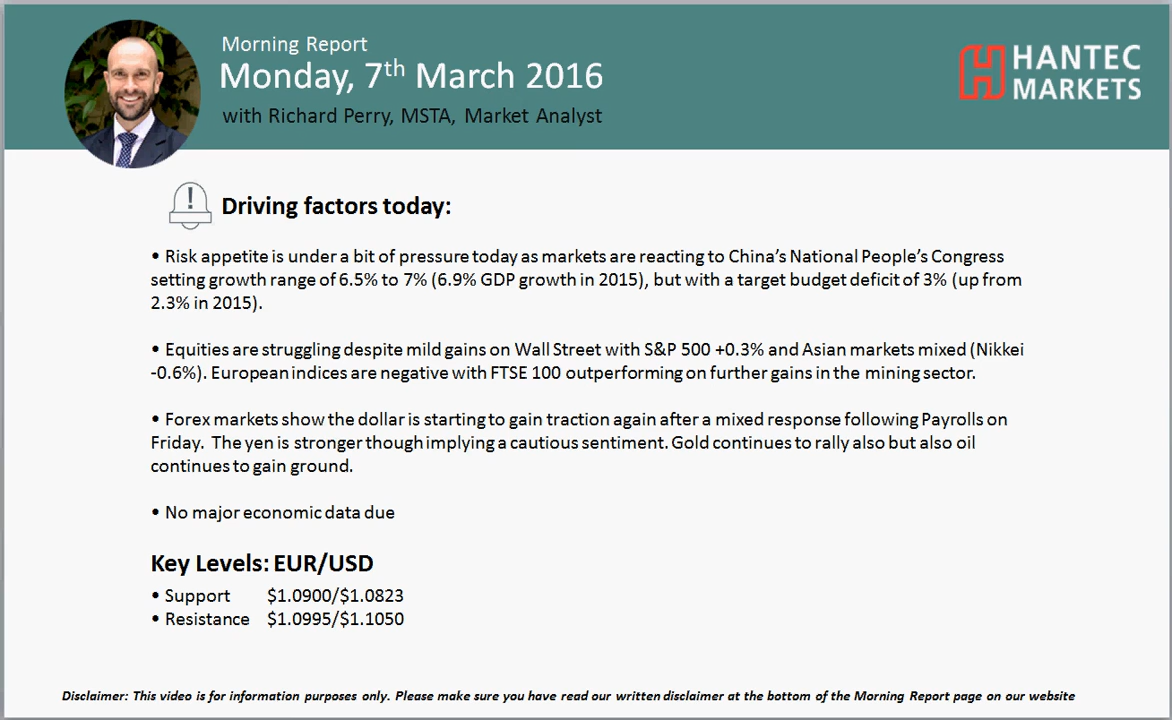 Morning Report
Monday, 7th March 2016
with Richard Perry, MSTA, Market Analyst
HANTEC
MARKETS
!
Driving factors today:
• Risk appetite is under a bit of pressure today as markets are reacting to China's National People's Congress
setting growth range of 6.5% to 7% (6.9% GDP growth in 2015), but with a target budget deficit of 3% (up from
2.3% in 2015).
• Equities are struggling despite mild gains on Wall Street with S&P 500 +0.3% and Asian markets mixed (Nikkei
-0.6%). European indices are negative with FTSE 100 outperforming on further gains in the mining sector.
• Forex markets show the dollar is starting to gain traction again after a mixed response following Payrolls on
Friday. The yen is stronger though implying a cautious sentiment. Gold continues to rally also but also oil
continues to gain ground.
• No major economic data due
Key Levels: EUR/USD
• Support $1.0900/$1.0823
• Resistance $1.0995/$1.1050
Disclaimer: This video is for information purposes only. Please make sure you have read our written disclaimer at the bottom of the Morning Report page on our website